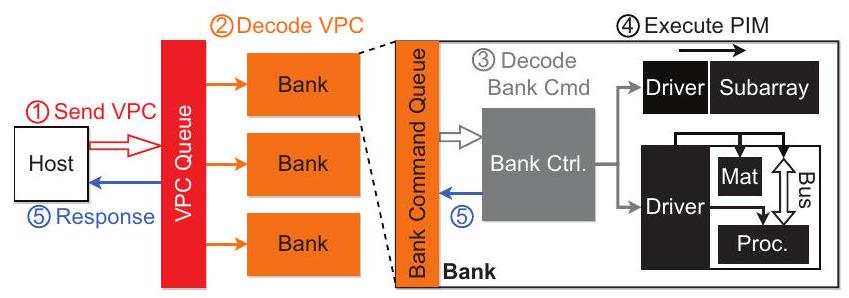 ② Decode VPC
Bank
Bank
Bank
① Send VPC
Host
⑤ Response
VPC Queue
Bank Command Queue
③ Decode
Bank Cmd
Bank Ctrl.
⑤
Bank
④ Execute PIM
Driver
Subarray
Driver
Mat
Bus
Proc.